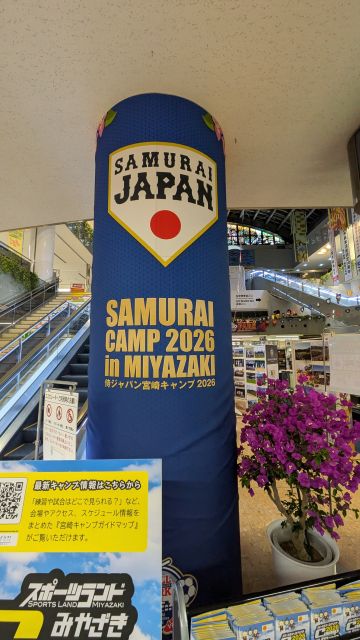 SAMURAI
JAPAN
SAMURAI
CAMP 2026
in MIYAZAKI
侍ジャパン宮崎キャンプ 2026
最新キャンプ情報はこちらから
「練習や試合はどこで見られる？」など、
会場やアクセス、スケジュール情報を
まとめた『宮崎キャンプガイドマップ』
がご覧いただけます。
スポーツランド
SPORTS LAND MIYAZAKI
みやざき